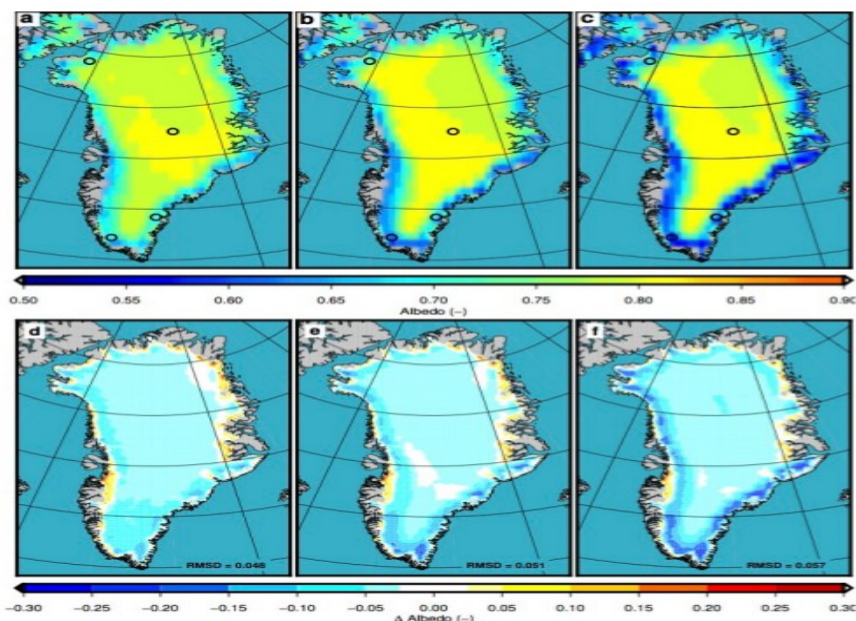 a b c
0.50 0.55 0.60 0.65 0.70 0.75 0.80 0.85 0.90
Albedo (-)
d e f
RMSD = 0.048 RMSD = 0.051 RMSD = 0.057
-0.30 -0.25 -0.20 -0.15 -0.10 -0.05 0.00 0.05 0.10 0.15 0.20 0.25 0.30
Δ Albedo (-)